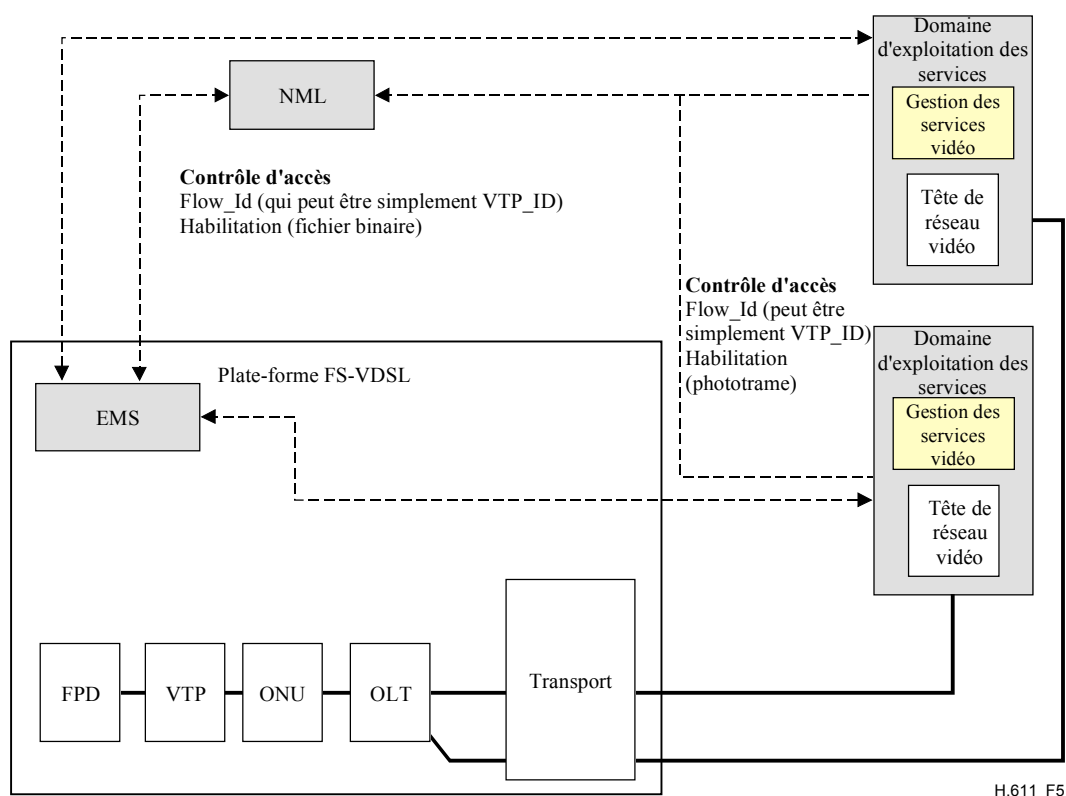 Domaine
d'exploitation des
services
Gestion des
services
vidéo
Tête de
réseau
vidéo
NML
Contrôle d'accès
Flow_Id (qui peut être simplement VTP_ID)
Habilitation (fichier binaire)
Contrôle d'accès
Flow_Id (peut être
simplement VTP_ID)
Habilitation
(phototrame)
Domaine
d'exploitation des
services
Gestion des
services
vidéo
Tête de
réseau
vidéo
Plate-forme FS-VDSL
EMS
FPD
VTP
ONU
OLT
Transport
H.611_F5